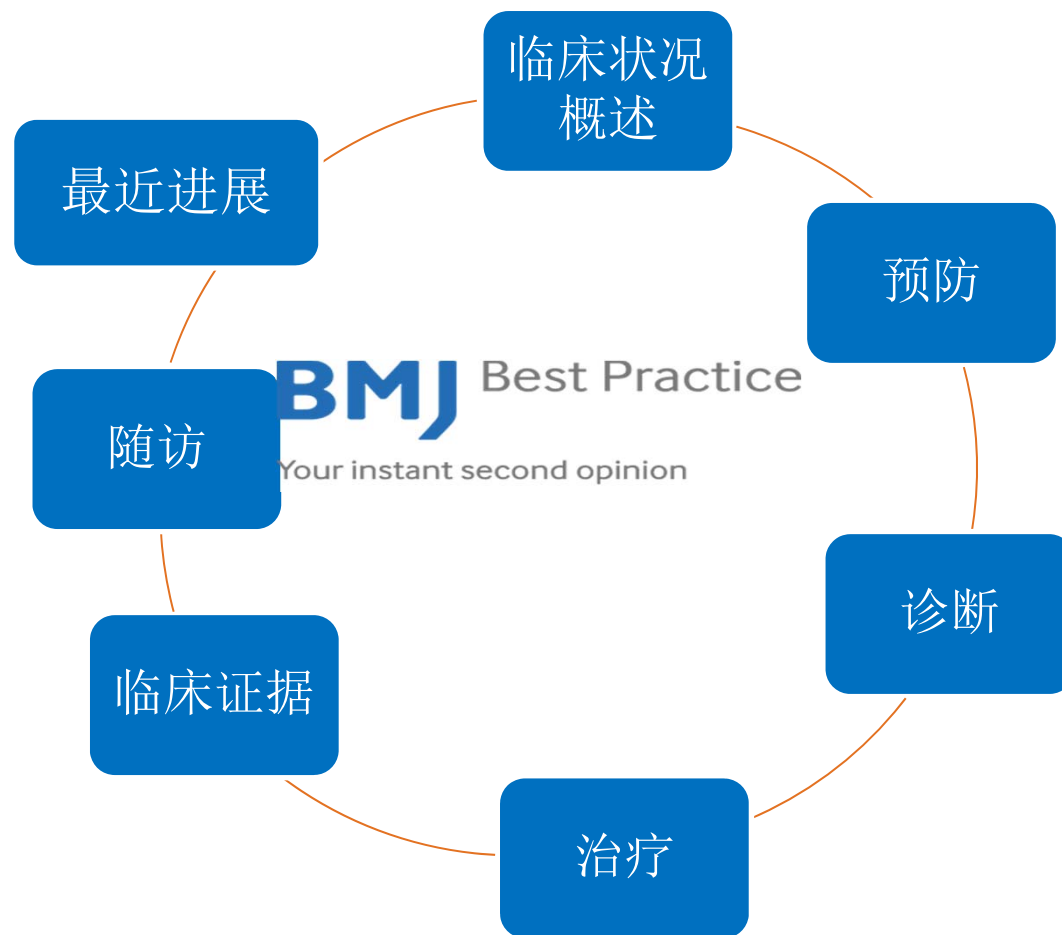 临床状况
概述
最近进展
预防
BMJ Best Practice
Your instant second opinion
随访
诊断
临床证据
治疗